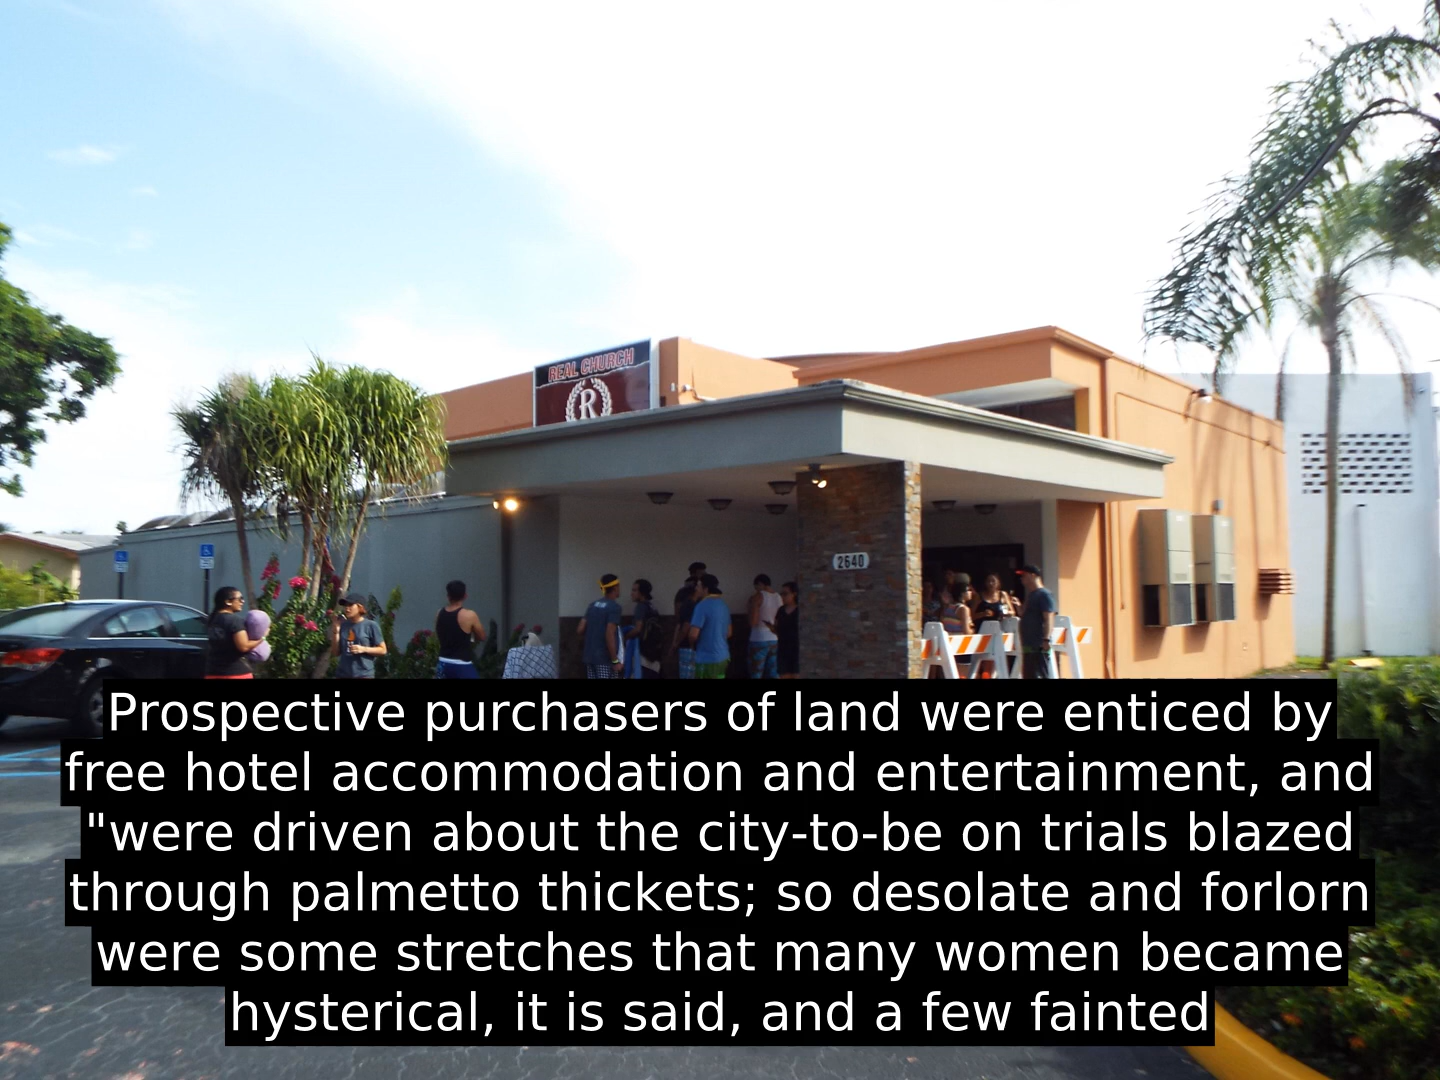 REAL CHURCH
R
2640
Prospective purchasers of land were enticed by
free hotel accommodation and entertainment, and
"were driven about the city-to-be on trials blazed
through palmetto thickets; so desolate and forlorn
were some stretches that many women became
hysterical, it is said, and a few fainted